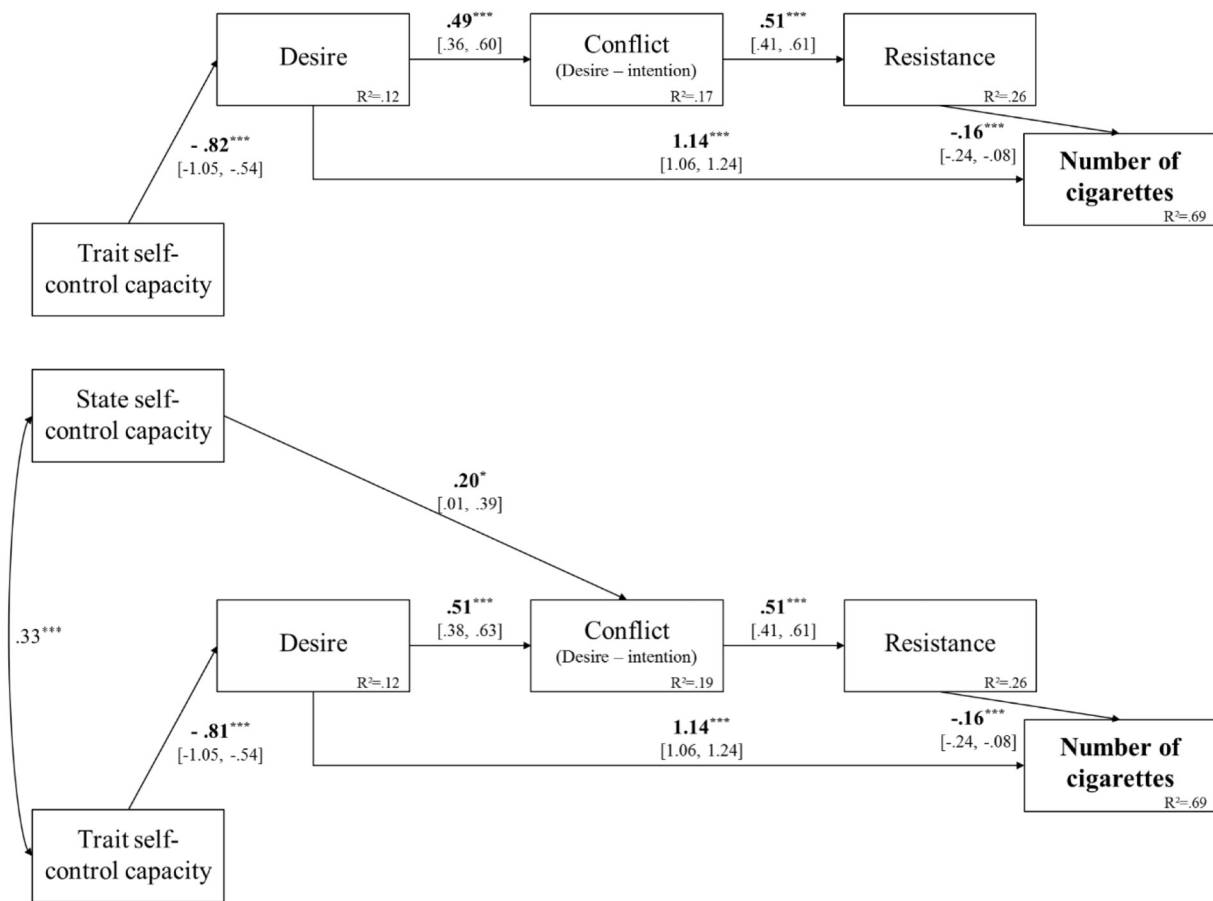 .49***
[.36, .60]
.51***
[.41, .61]
Desire
R²=.12
Conflict
(Desire – intention)
R²=.17
Resistance
R²=.26
- .82***
[-1.05, -.54]
1.14***
[1.06, 1.24]
-.16***
[-.24, -.08]
Number of
cigarettes
R²=.69
Trait self-
control capacity
State self-
control capacity
.20*
[.01, .39]
.33***
.51***
[.38, .63]
.51***
[.41, .61]
Desire
R²=.12
Conflict
(Desire – intention)
R²=.19
Resistance
R²=.26
- .81***
[-1.05, -.54]
1.14***
[1.06, 1.24]
-.16***
[-.24, -.08]
Number of
cigarettes
R²=.69
Trait self-
control capacity